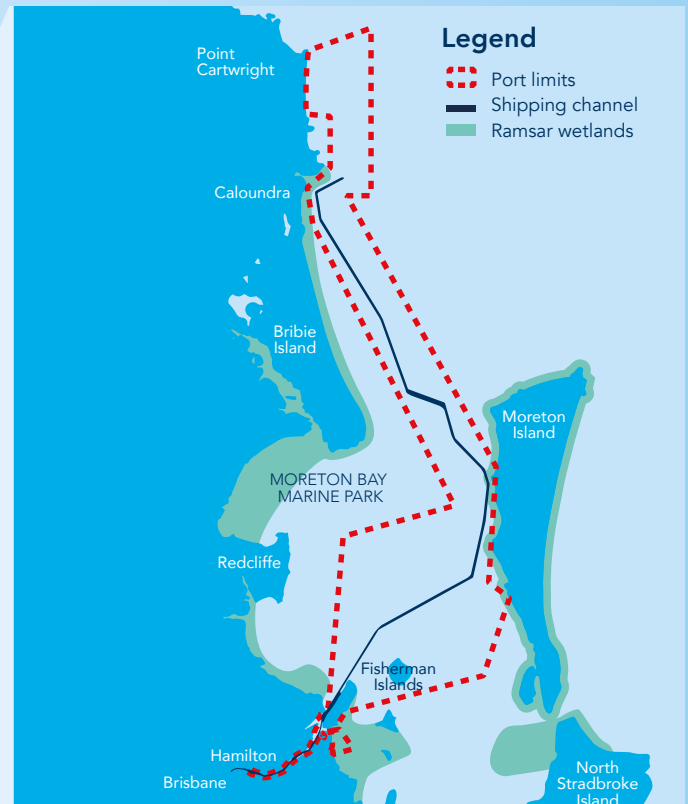 Legend
Port limits
Shipping channel
Ramsar wetlands
Point
Cartwright
Caloundra
Bribie
Island
Moreton
Island
MORETON BAY
MARINE PARK
Redcliffe
Fisherman
Islands
Hamilton
Brisbane
North
Stradbroke
Island